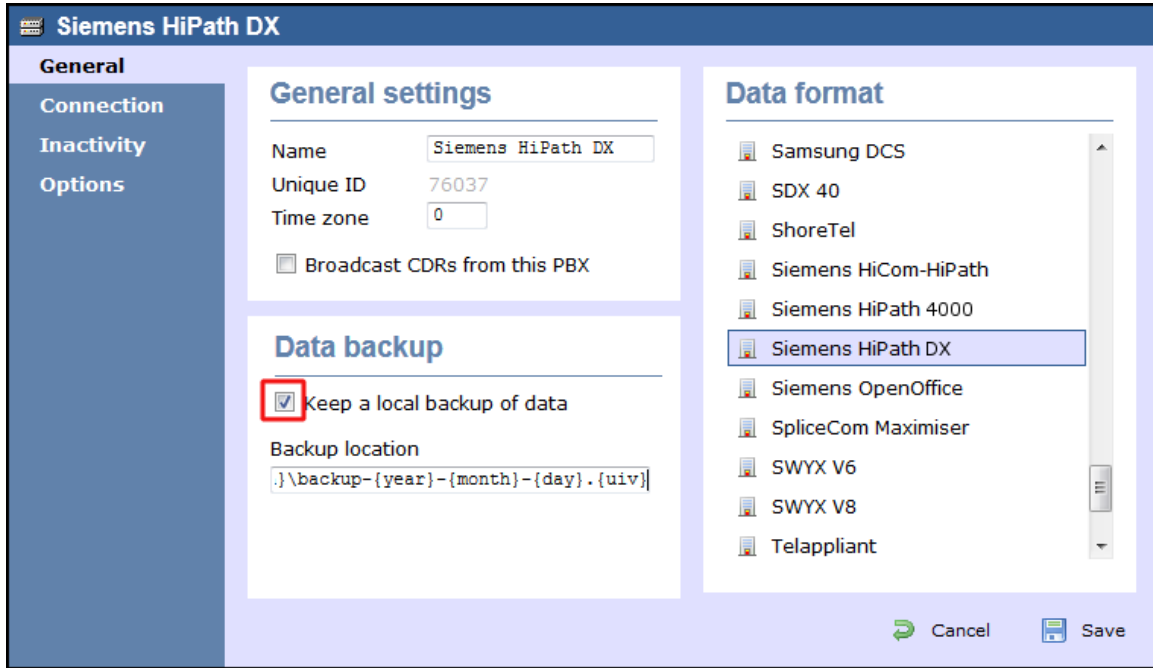 Siemens HiPath DX
General
Connection
Inactivity
Options
General settings
Name Siemens HiPath DX
Unique ID 76037
Time zone 0
Broadcast CDRs from this PBX
Data backup
Keep a local backup of data
Backup location
.}\backup-{year}-{month}-{day}.{uiv}
Data format
Samsung DCS
SDX 40
ShoreTel
Siemens HiCom-HiPath
Siemens HiPath 4000
Siemens HiPath DX
Siemens OpenOffice
SpliceCom Maximiser
SWYX V6
SWYX V8
Telappliant
Cancel Save